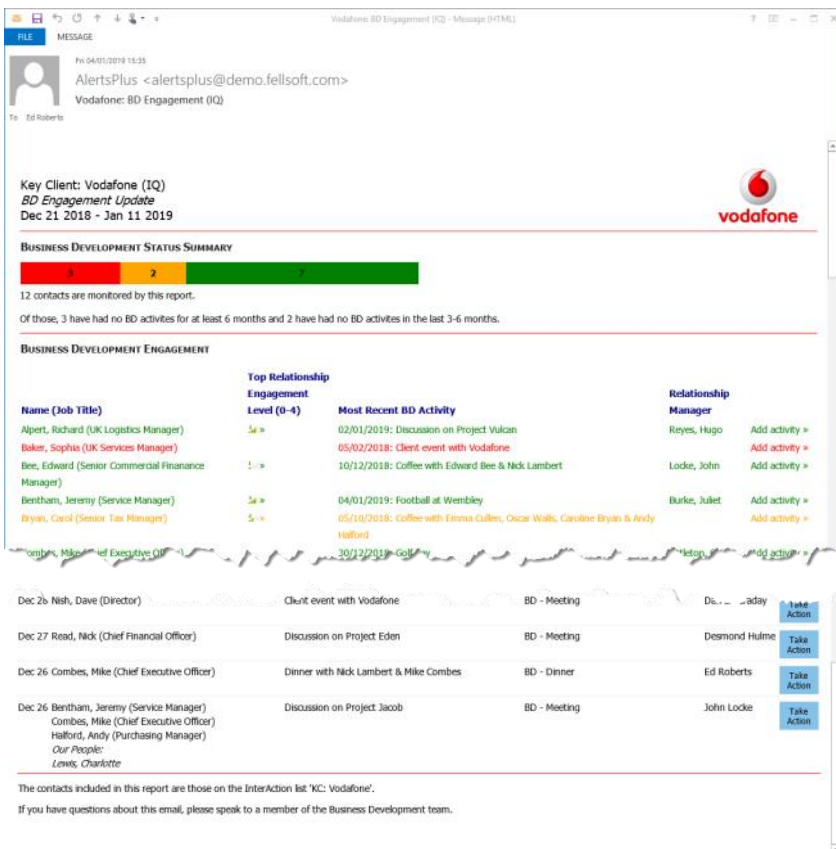 Vodafone: BD Engagement (IQ) - Message (HTML)
FILE MESSAGE
Fri 04/01/2019 15:35
AlertsPlus <alertsplus@demo.fellsoft.com>
Vodafone: BD Engagement (IQ)
To Ed Roberts
Key Client: Vodafone (IQ)
BD Engagement Update
Dec 21 2018 - Jan 11 2019
vodafone
BUSINESS DEVELOPMENT STATUS SUMMARY
3 2 7
12 contacts are monitored by this report.
Of those, 3 have had no BD activites for at least 6 months and 2 have had no BD activites in the last 3-6 months.
BUSINESS DEVELOPMENT ENGAGEMENT
Top Relationship
Engagement Relationship
Name (Job Title) Level (0-4) Most Recent BD Activity Manager
Alpert, Richard (UK Logistics Manager) » 02/01/2019: Discussion on Project Vulcan Reyes, Hugo Add activity »
Baker, Sophia (UK Services Manager) 05/02/2018: Client event with Vodafone Add activity »
Bee, Edward (Senior Commercial Finanance » 10/12/2018: Coffee with Edward Bee & Nick Lambert Locke, John Add activity »
Manager)
Bentham, Jeremy (Service Manager) » 04/01/2019: Football at Wembley Burke, Juliet Add activity »
Bryan, Carol (Senior Tax Manager) » 05/10/2018: Coffee with Emma Cullen, Oscar Walls, Caroline Bryan & Andy Add activity »
Halford
Mike 30/12/2018: Add activity »
Dec 26 Nish, Dave (Director) Client event with Vodafone BD - Meeting Take
Action
Dec 27 Read, Nick (Chief Financial Officer) Discussion on Project Eden BD - Meeting Desmond Hulme Take
Action
Dec 26 Combes, Mike (Chief Executive Officer) Dinner with Nick Lambert & Mike Combes BD - Dinner Ed Roberts Take
Action
Dec 26 Bentham, Jeremy (Service Manager) Discussion on Project Jacob BD - Meeting John Locke Take
Action
Combes, Mike (Chief Executive Officer)
Halford, Andy (Purchasing Manager)
Our People:
Lewis, Charlotte
The contacts included in this report are those on the InterAction list 'KC: Vodafone'.
If you have questions about this email, please speak to a member of the Business Development team.